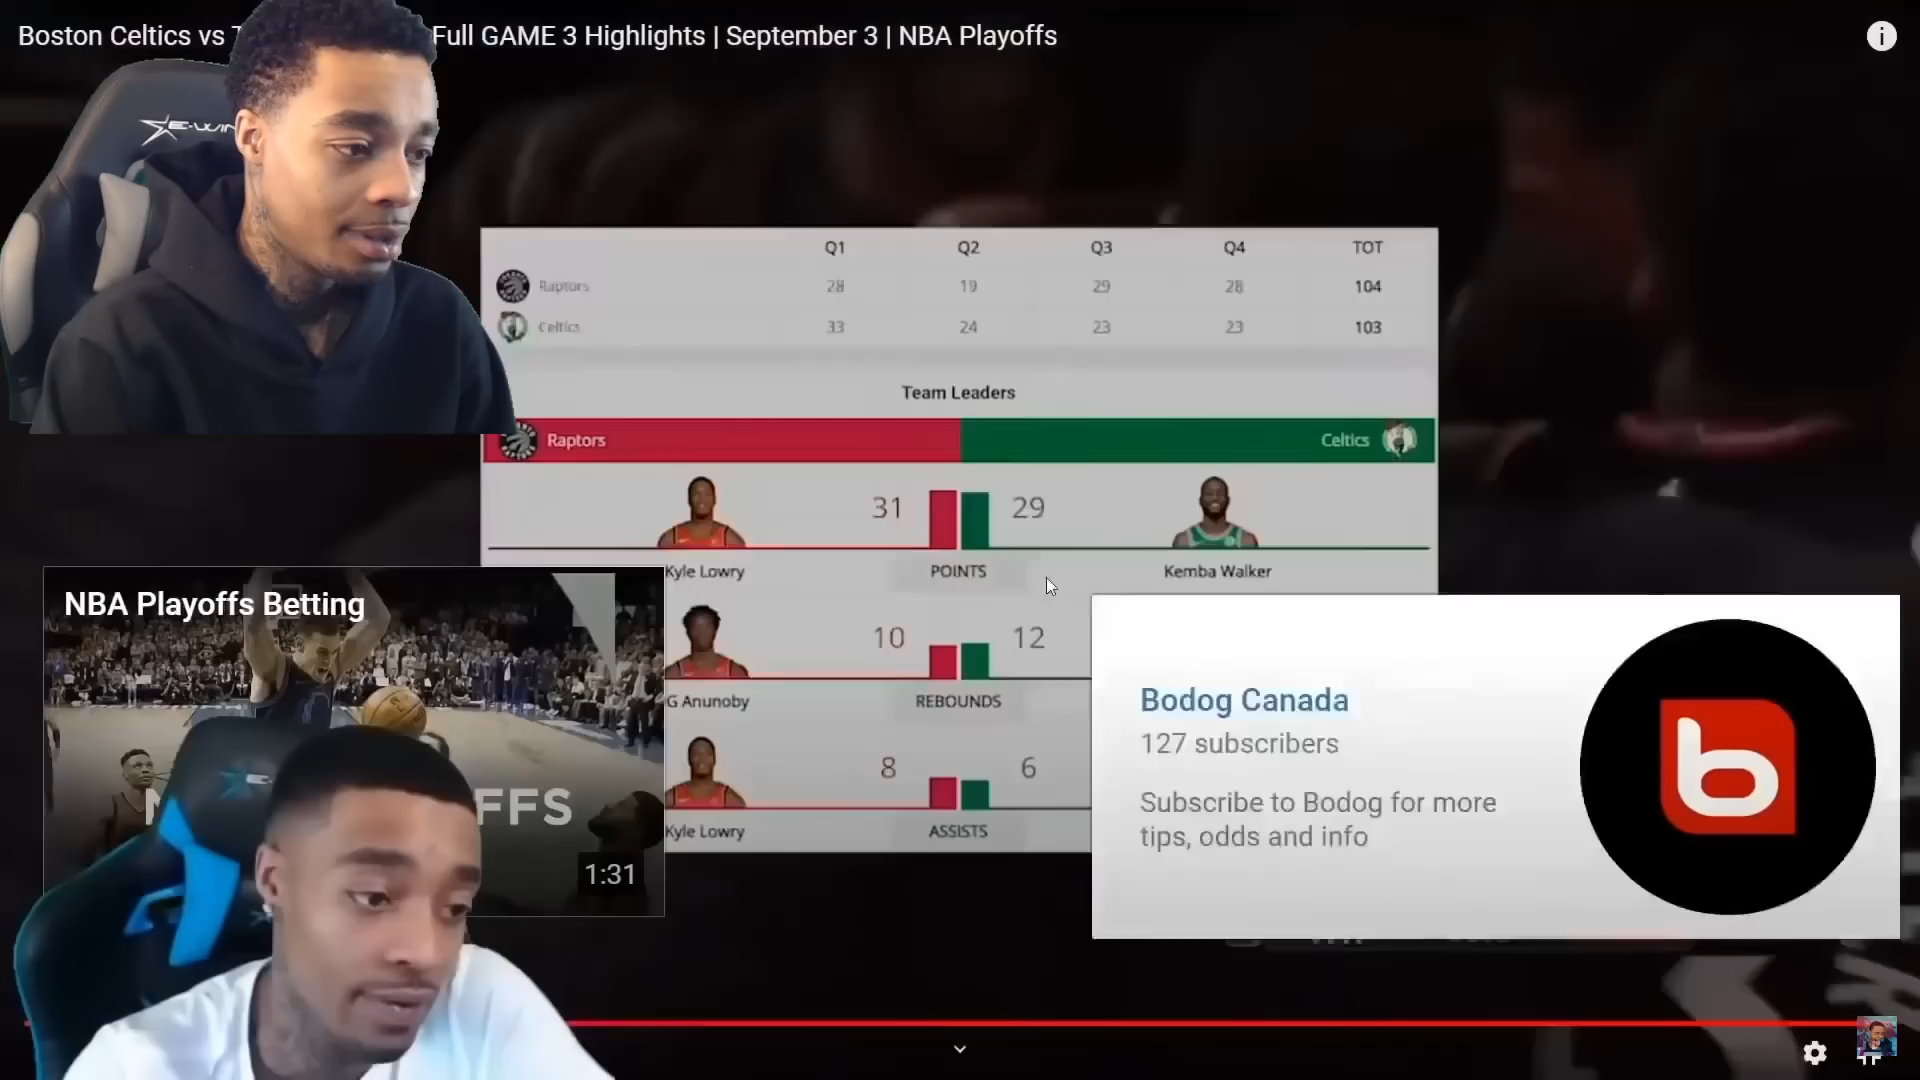 Boston Celtics vs
Full GAME 3 Highlights | September 3 | NBA Playoffs
E-WIN
Q1 Q2 Q3 Q4 TOT
Raptors 28 19 29 28 104
Celtics 33 24 23 23 103
Team Leaders
Raptors Celtics
31 29
Kyle Lowry POINTS Kemba Walker
10 12
G Anunoby REBOUNDS
8 6
Kyle Lowry ASSISTS
NBA Playoffs Betting
FFS
1:31
Bodog Canada
127 subscribers
Subscribe to Bodog for more
tips, odds and info
b